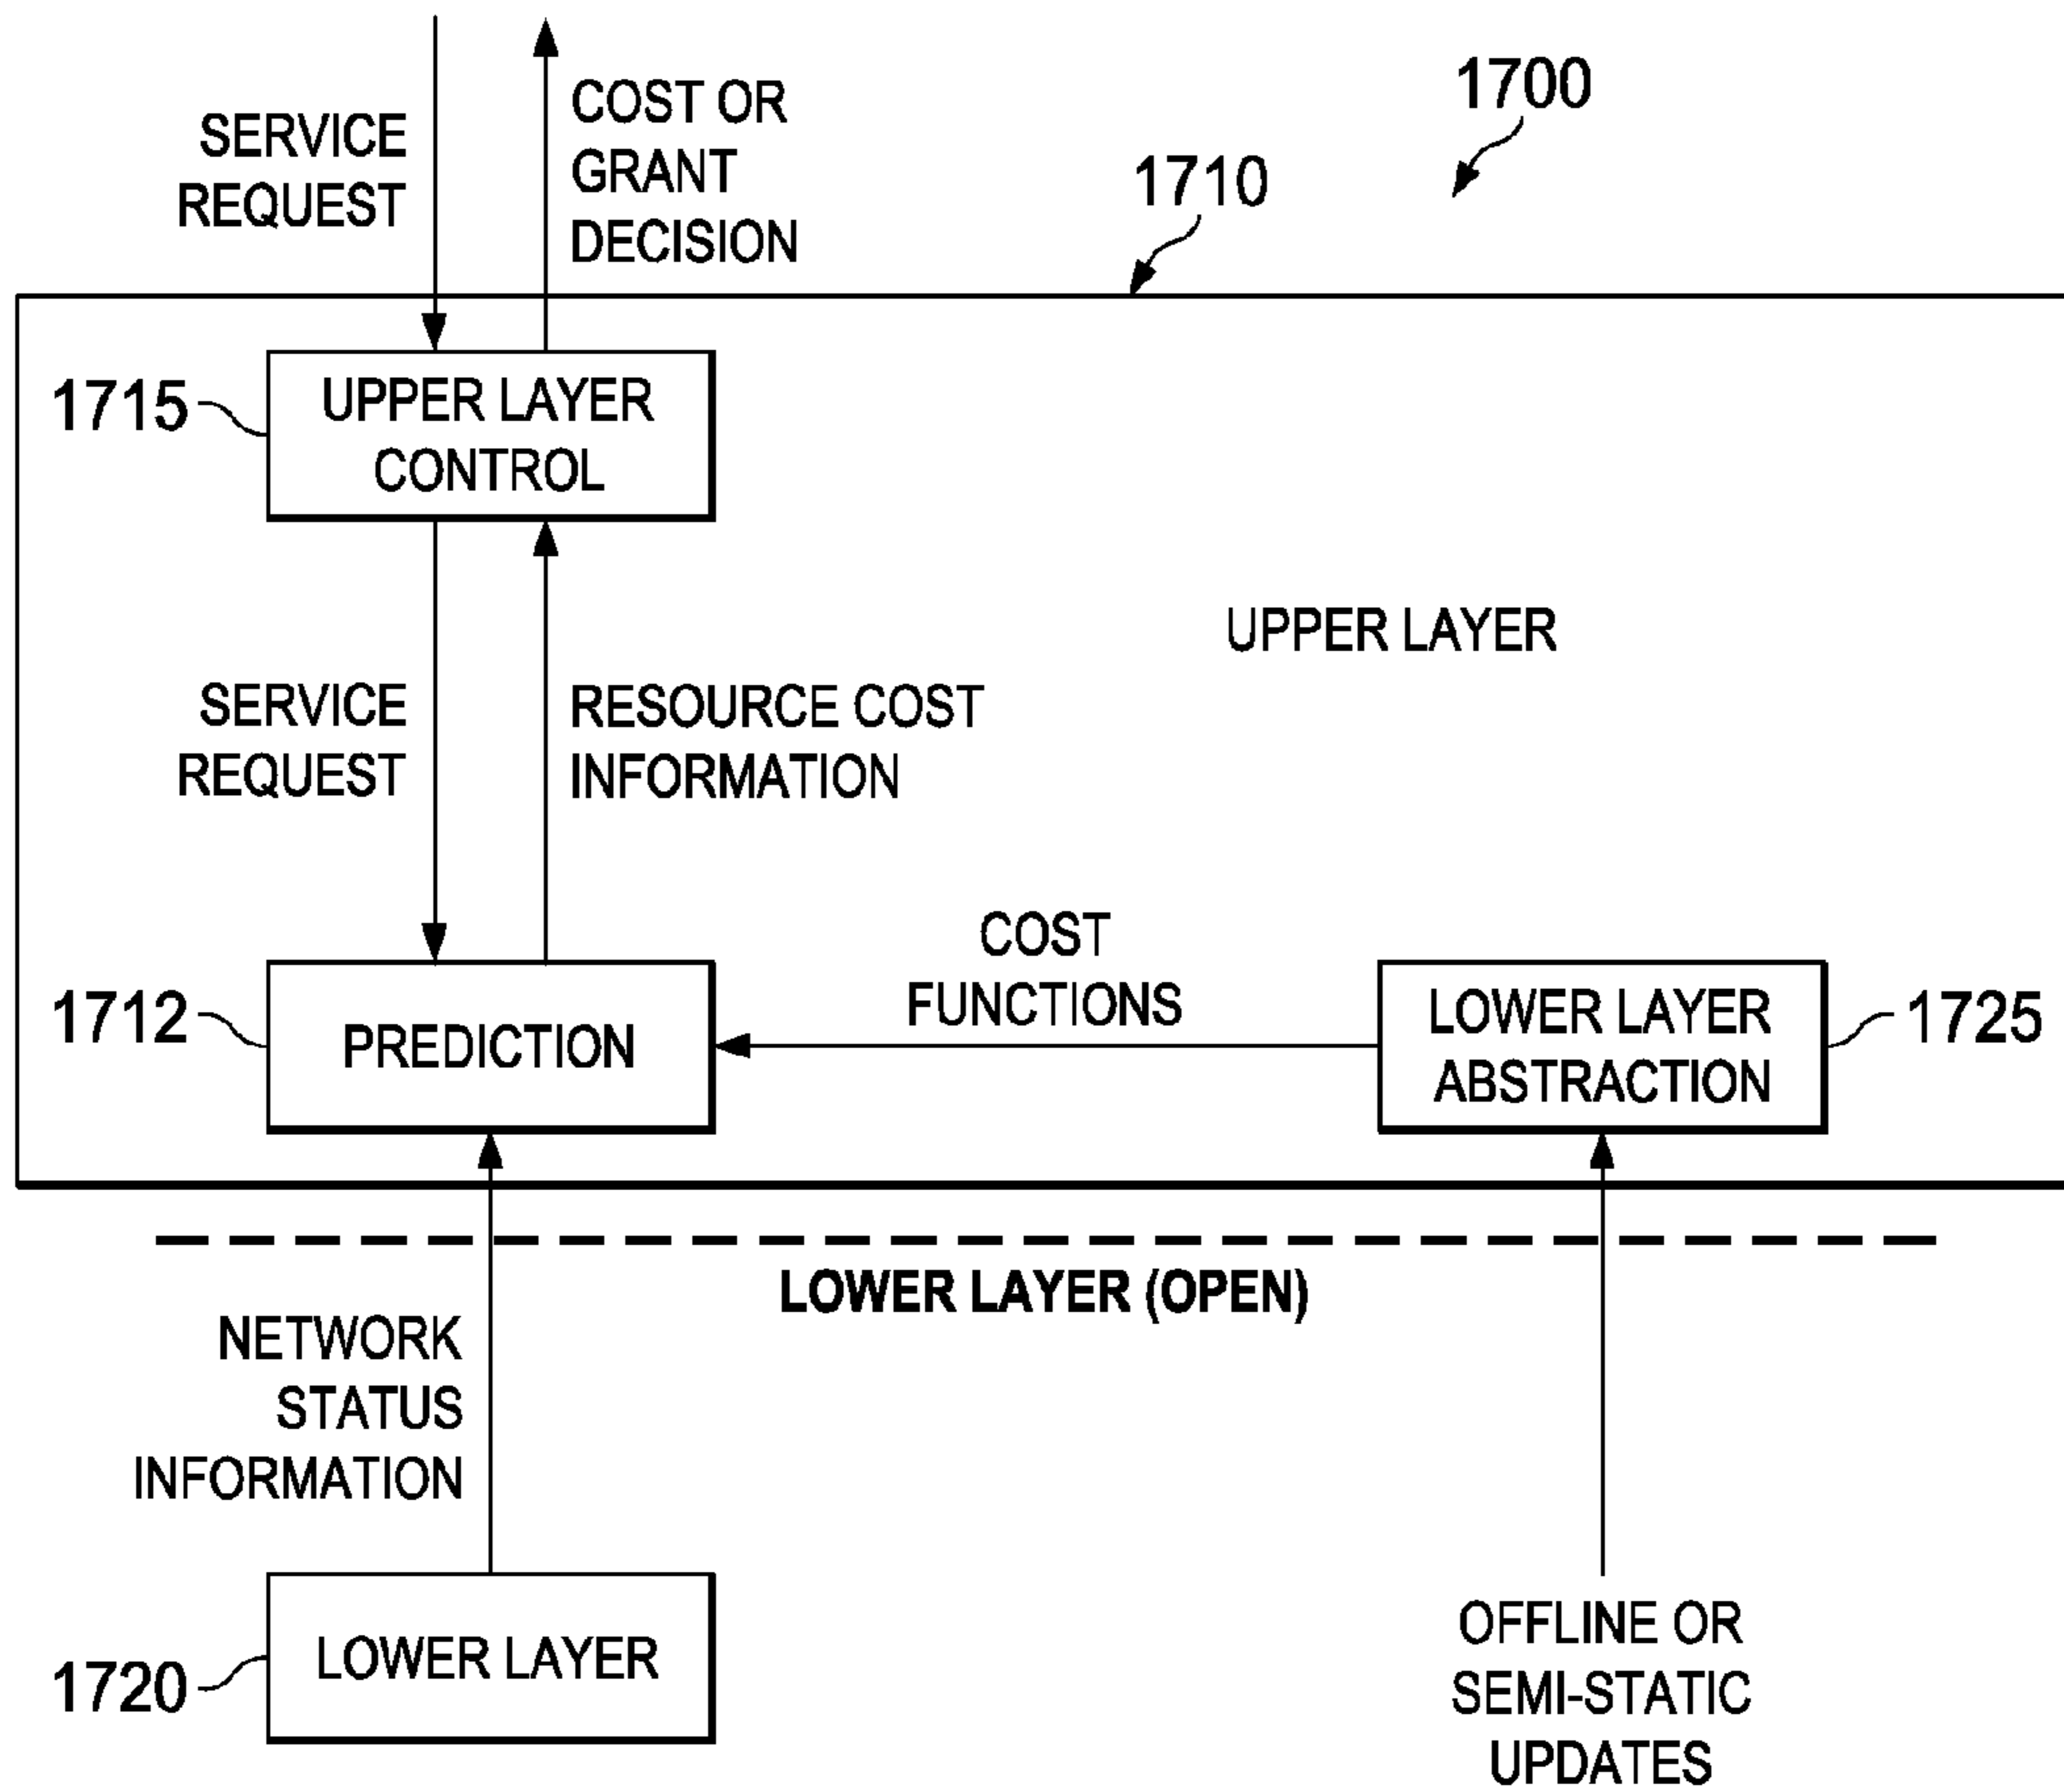 1700
1710
SERVICE
REQUEST
COST OR
GRANT
DECISION
1715
UPPER LAYER
CONTROL
UPPER LAYER
SERVICE
REQUEST
RESOURCE COST
INFORMATION
COST
FUNCTIONS
1712
PREDICTION
LOWER LAYER
ABSTRACTION
1725
LOWER LAYER (OPEN)
NETWORK
STATUS
INFORMATION
1720
LOWER LAYER
OFFLINE OR
SEMI-STATIC
UPDATES